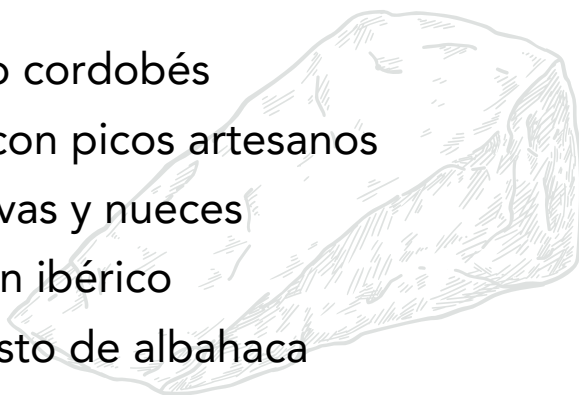 o cordobés
con picos artesanos
vas y nueces
n ibérico
sto de albahaca